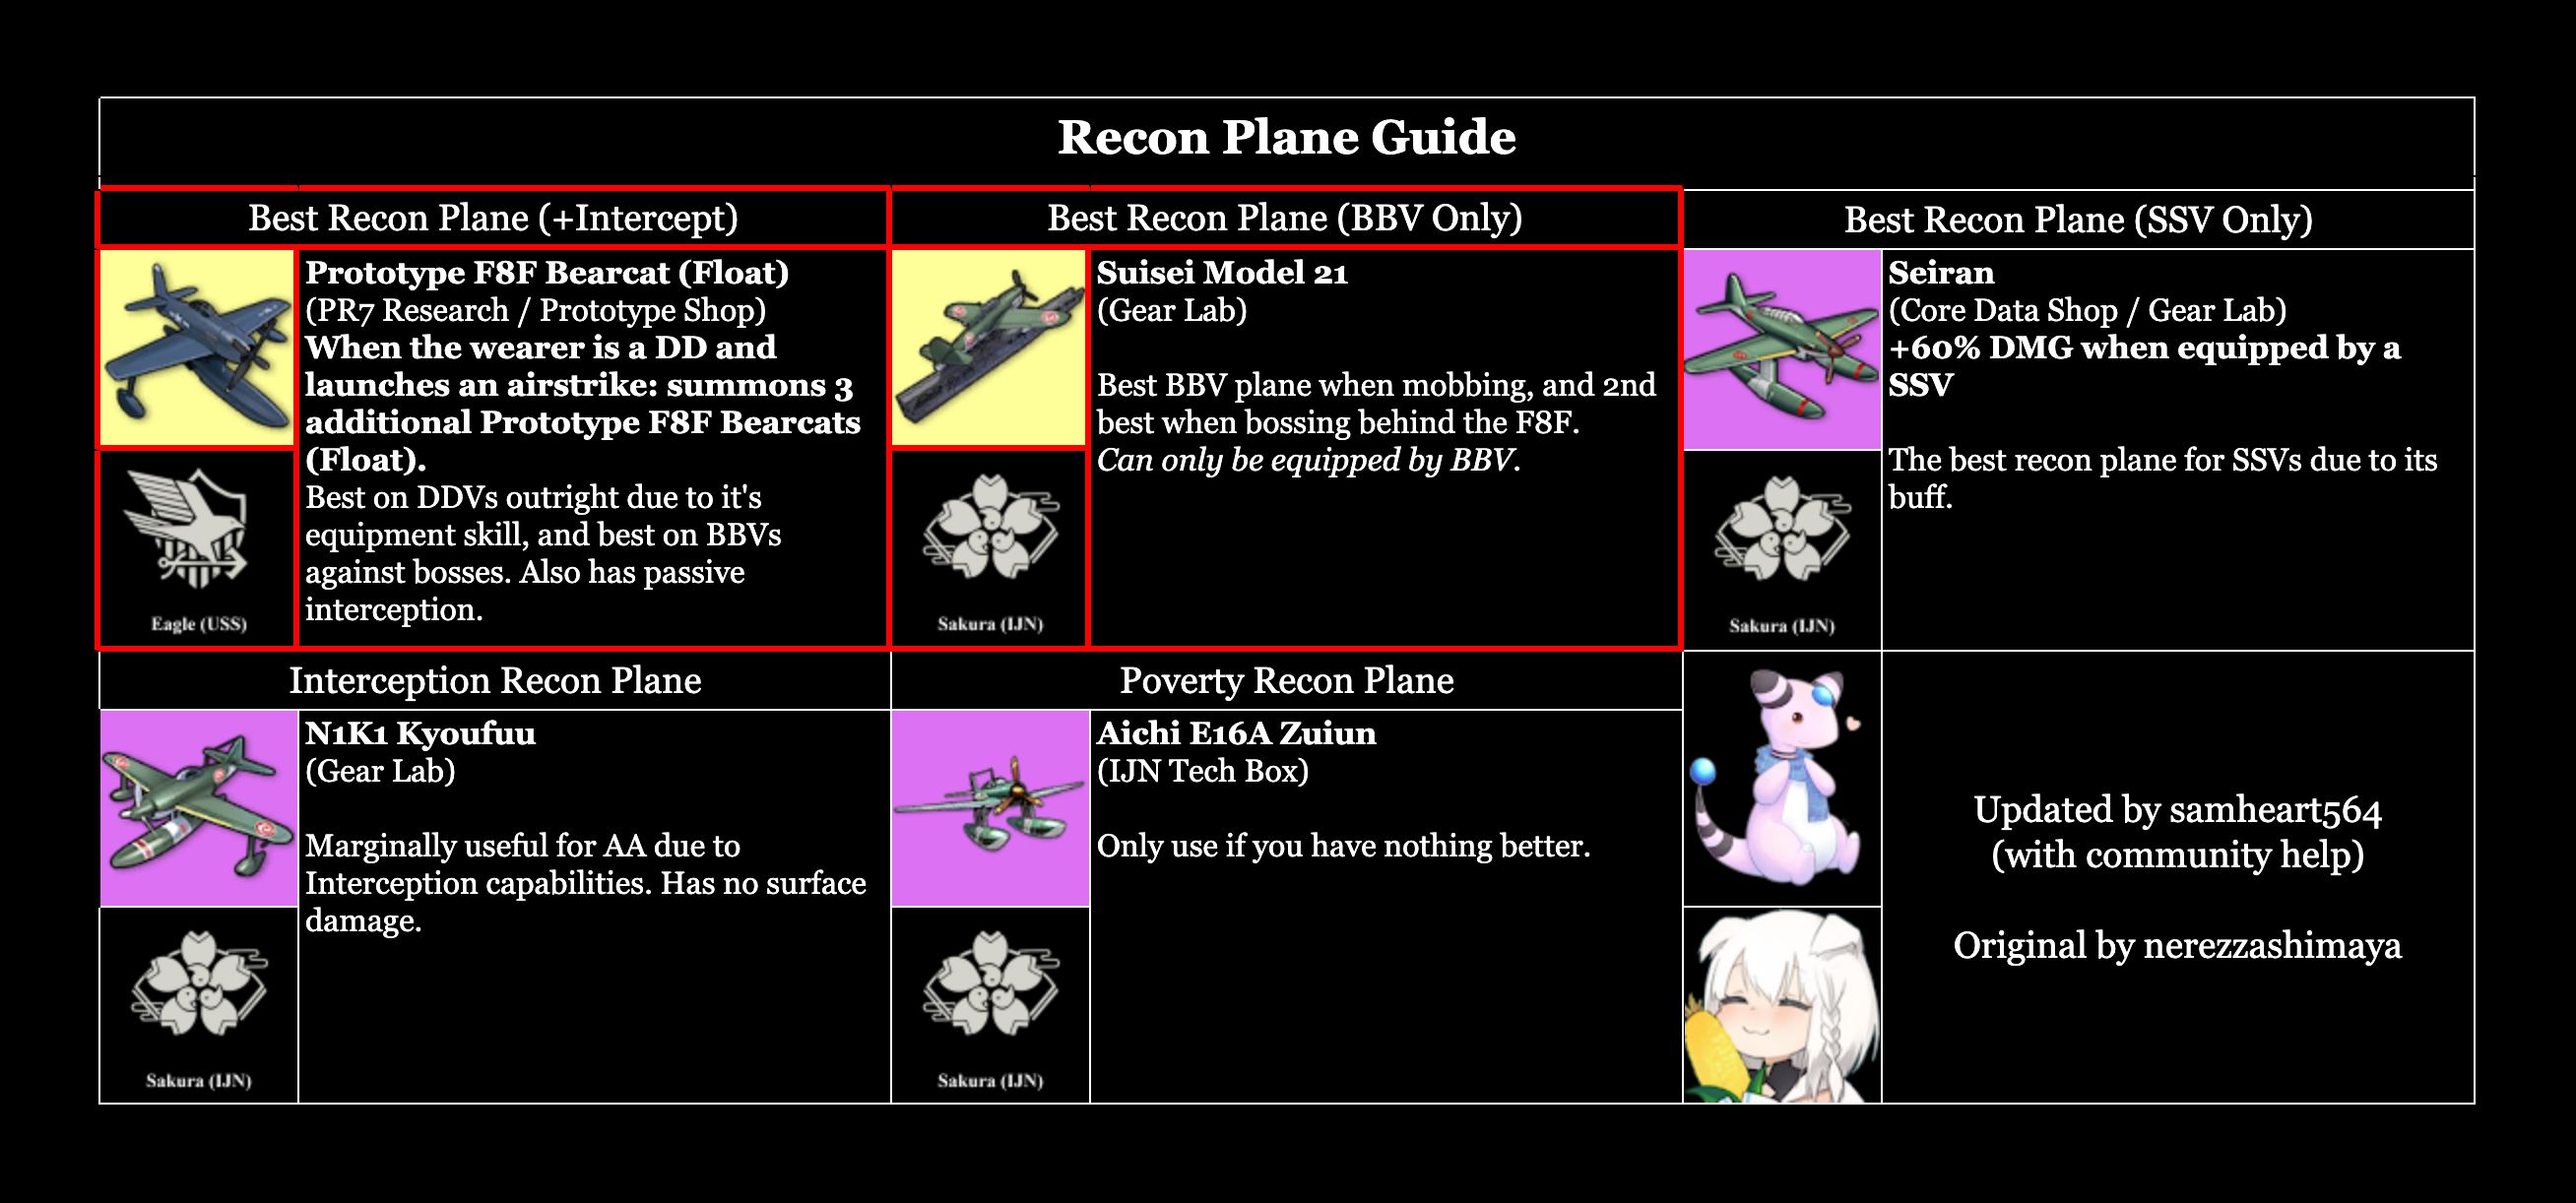 Recon Plane Guide
Best Recon Plane (+Intercept)
Prototype F8F Bearcat (Float)
(PR7 Research / Prototype Shop)
When the wearer is a DD and
launches an airstrike: summons 3
additional Prototype F8F Bearcats
(Float).
Best on DDVs outright due to it's
equipment skill, and best on BBVs
against bosses. Also has passive
interception.
Eagle (USS)
Best Recon Plane (BBV Only)
Suisei Model 21
(Gear Lab)
Best BBV plane when mobbing, and 2nd
best when bossing behind the F8F.
Can only be equipped by BBV.
Sakura (IJN)
Best Recon Plane (SSV Only)
Seiran
(Core Data Shop / Gear Lab)
+60% DMG when equipped by a
SSV
The best recon plane for SSVs due to its
buff.
Sakura (IJN)
Interception Recon Plane
N1K1 Kyoufuu
(Gear Lab)
Marginally useful for AA due to
Interception capabilities. Has no surface
damage.
Sakura (IJN)
Poverty Recon Plane
Aichi E16A Zuiun
(IJN Tech Box)
Only use if you have nothing better.
Sakura (IJN)
Updated by samheart564
(with community help)
Original by nerezzashimaya